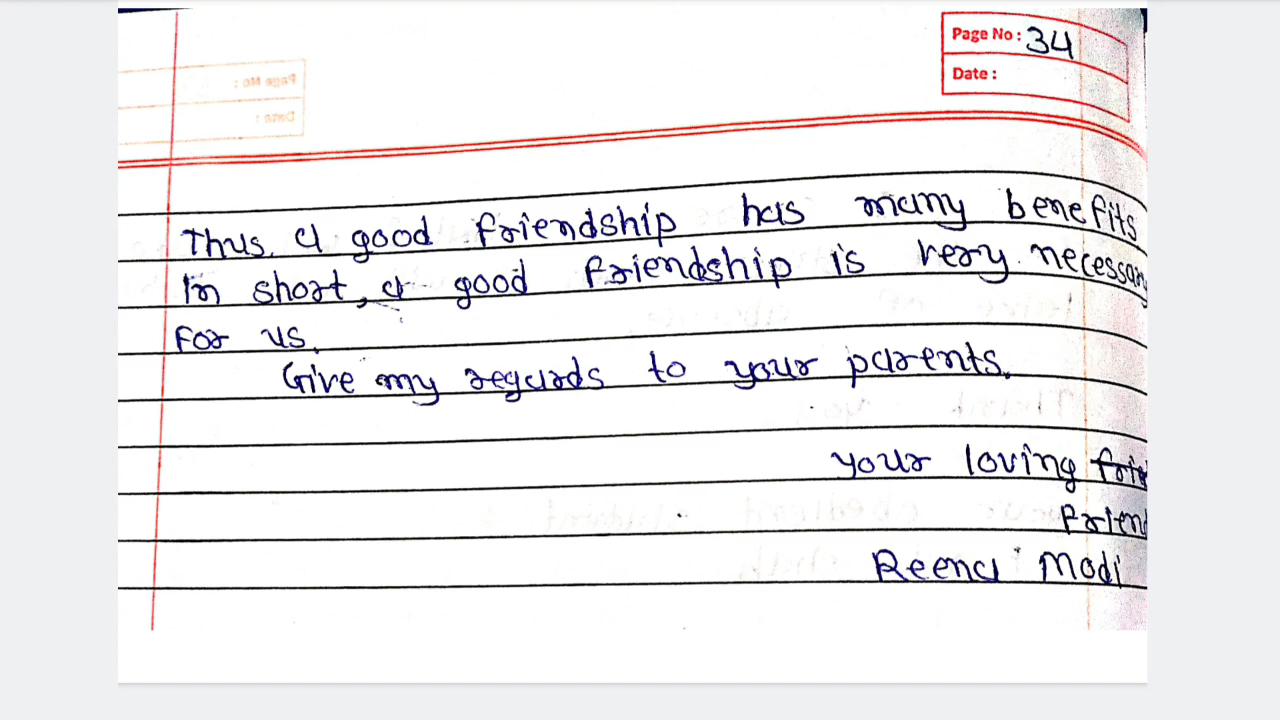 Page No : 34
Date :
Thus, a good friendship has many benefits
In short, a good friendship is very necessary
For us.
Give my regards to your parents.
your loving
Friend
Reena Modi